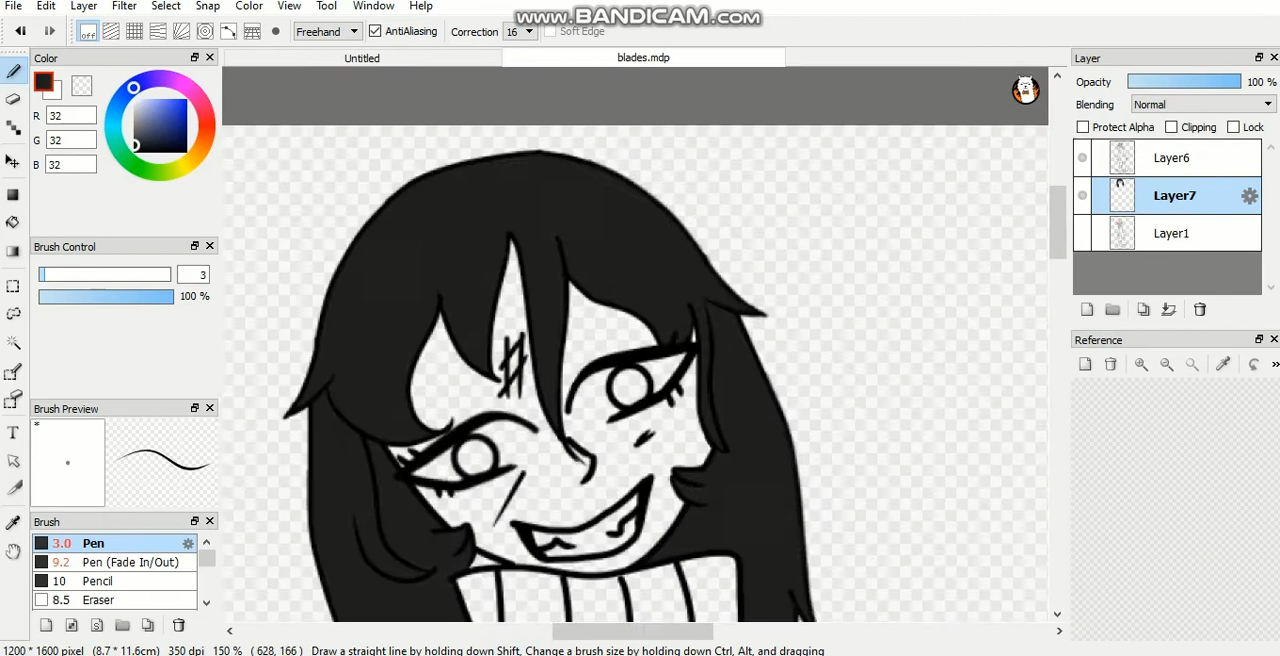 www.BANDICAM.com
File Edit Layer Filter Select Snap Color View Tool Window Help
off Freehand AntiAliasing Correction 16 Soft Edge
Color
Untitled blades.mdp
Layer
R 32
G 32
B 32
Opacity 100 %
Blending Normal
Protect Alpha Clipping Lock
Layer6
Layer7
Layer1
Brush Control
3
100 %
Reference
Brush Preview
*
T
Brush
3.0 Pen
9.2 Pen (Fade In/Out)
10 Pencil
8.5 Eraser
1200 * 1600 pixel (8.7 * 11.6cm) 350 dpi 150 % ( 628, 166 ) Draw a straight line by holding down Shift, Change a brush size by holding down Ctrl, Alt, and dragging